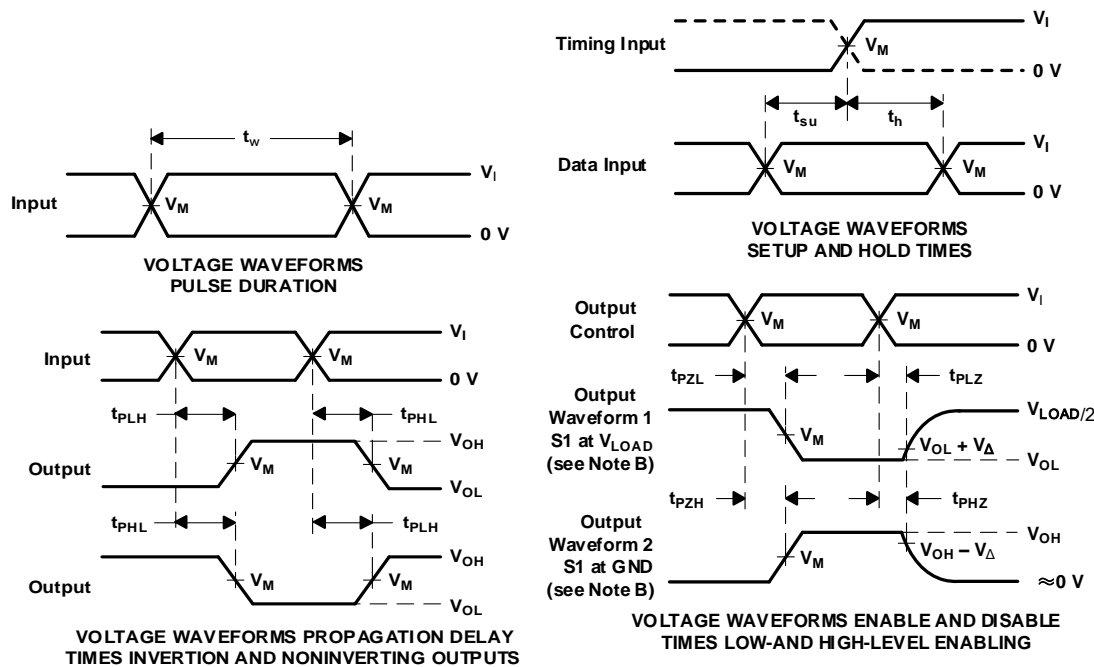 t_w
Input
V_M
V_M
V_I
0 V
VOLTAGE WAVEFORMS
PULSE DURATION
Timing Input
V_M
V_I
0 V
t_su
t_h
Data Input
V_M
V_M
V_I
0 V
VOLTAGE WAVEFORMS
SETUP AND HOLD TIMES
Input
V_M
V_M
V_I
0 V
t_PLH
t_PHL
Output
V_M
V_M
V_OH
V_OL
t_PHL
t_PLH
Output
V_M
V_M
V_OH
V_OL
VOLTAGE WAVEFORMS PROPAGATION DELAY
TIMES INVERTION AND NONINVERTING OUTPUTS
Output
Control
V_M
V_M
V_I
0 V
t_PZL
t_PLZ
Output
Waveform 1
S1 at V_LOAD
(see Note B)
V_M
V_LOAD/2
V_OL + V_Δ
V_OL
t_PZH
t_PHZ
Output
Waveform 2
S1 at GND
(see Note B)
V_M
V_OH
V_OH − V_Δ
≈0 V
VOLTAGE WAVEFORMS ENABLE AND DISABLE
TIMES LOW-AND HIGH-LEVEL ENABLING